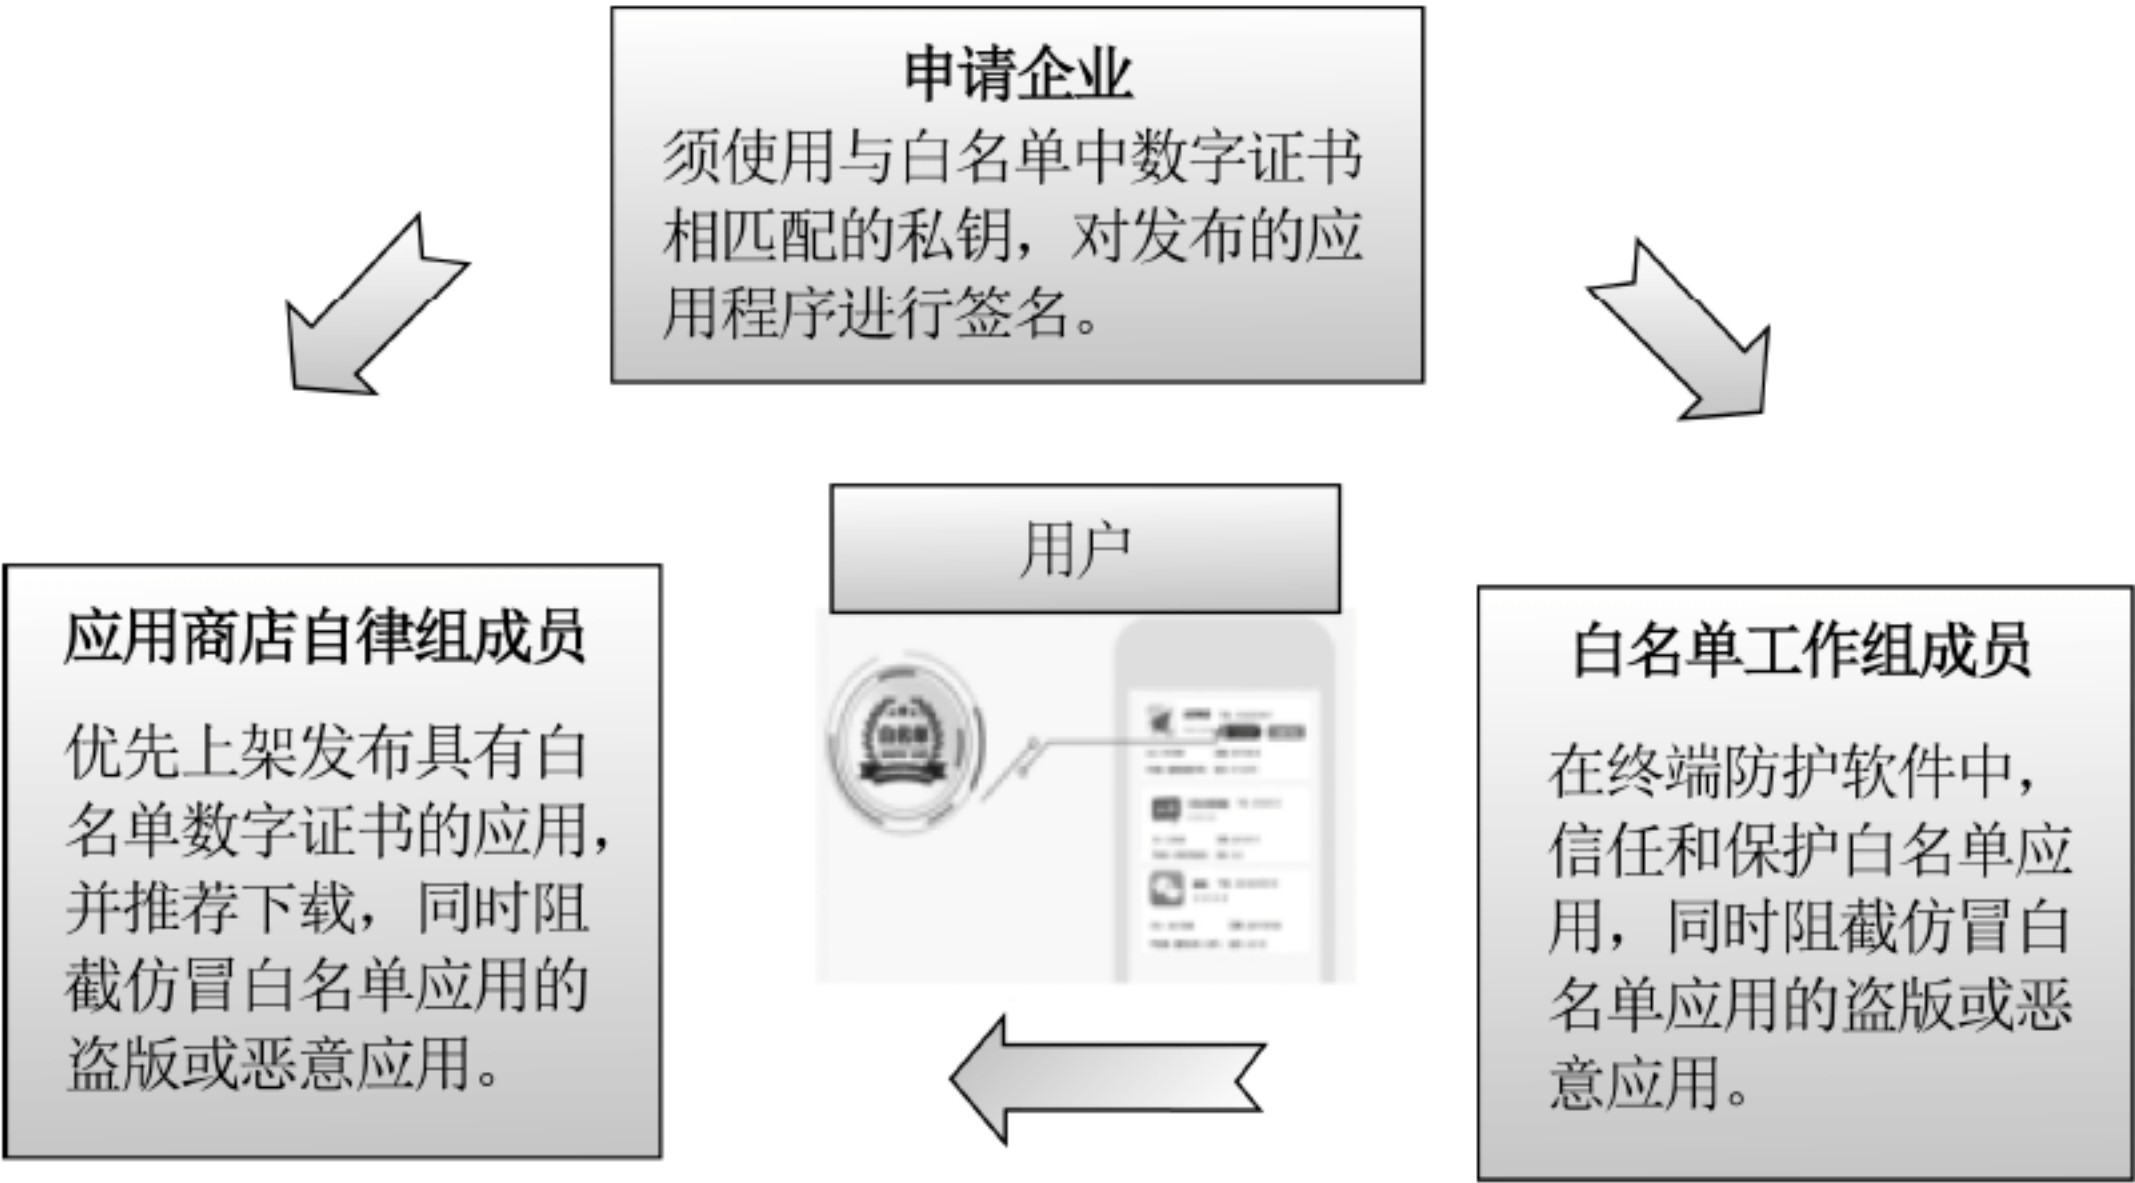 申请企业
须使用与白名单中数字证书
相匹配的私钥，对发布的应
用程序进行签名。
用户
应用商店自律组成员
优先上架发布具有白
名单数字证书的应用，
并推荐下载，同时阻
截仿冒白名单应用的
盗版或恶意应用。
白名单
白名单工作组成员
在终端防护软件中，
信任和保护白名单应
用，同时阻截仿冒白
名单应用的盗版或恶
意应用。